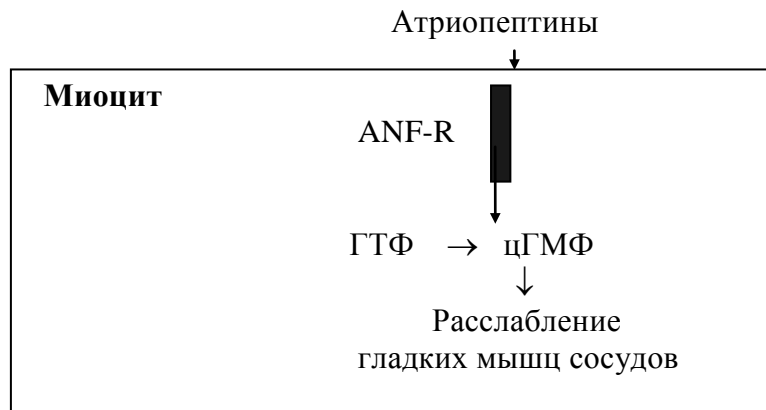 Атриопептины
Миоцит
ANF-R
ГТФ → цГМФ
↓
Расслабление
гладких мышц сосудов